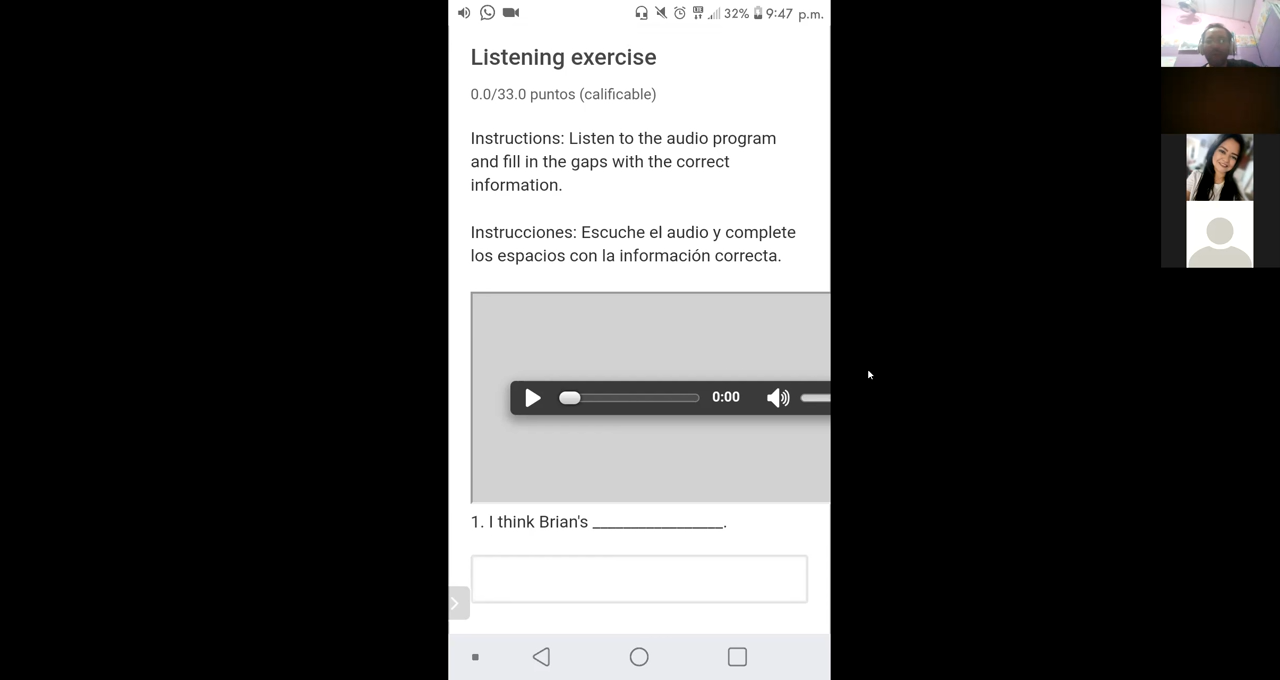 32% 9:47 p.m.
Listening exercise
0.0/33.0 puntos (calificable)
Instructions: Listen to the audio program
and fill in the gaps with the correct
information.
Instrucciones: Escuche el audio y complete
los espacios con la información correcta.
0:00
1. I think Brian's _________________.